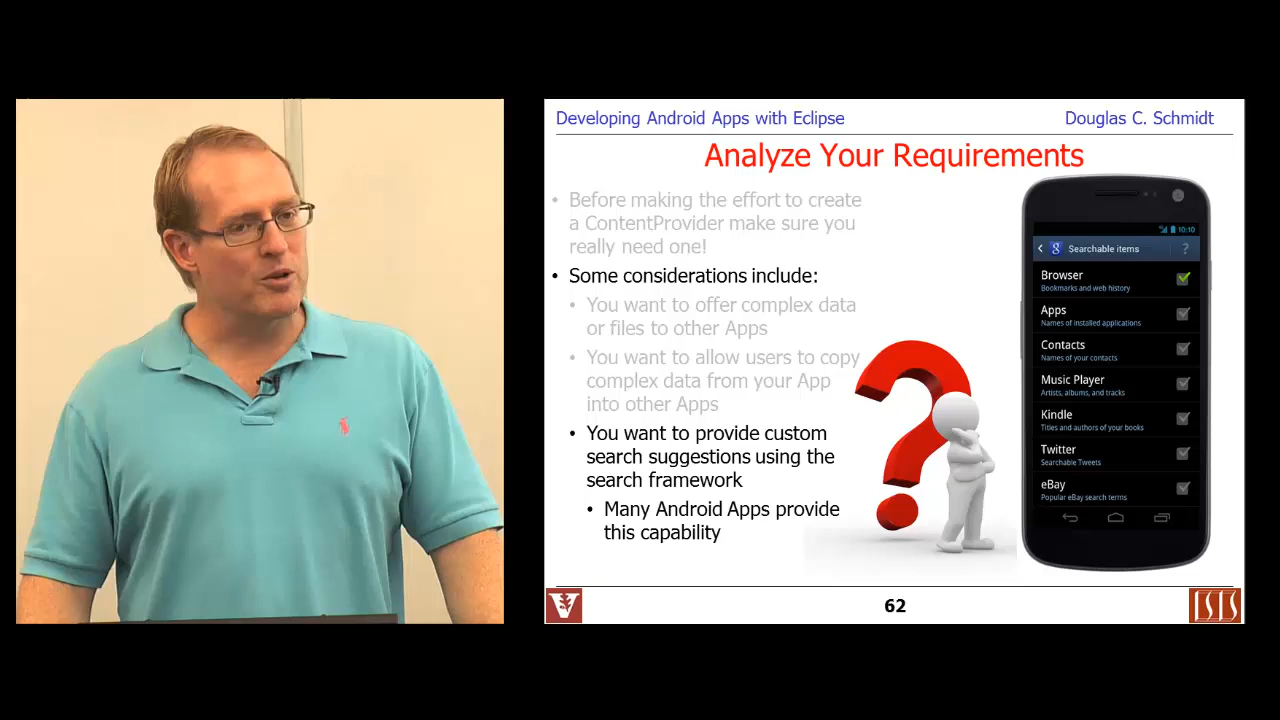 Developing Android Apps with Eclipse
Douglas C. Schmidt
Analyze Your Requirements
• Before making the effort to create
a ContentProvider make sure you
really need one!
• Some considerations include:
• You want to offer complex data
or files to other Apps
• You want to allow users to copy
complex data from your App
into other Apps
• You want to provide custom
search suggestions using the
search framework
• Many Android Apps provide
this capability
10:10
Searchable items
?
Browser
Bookmarks and web history
Apps
Names of installed applications
Contacts
Names of your contacts
Music Player
Artists, albums, and tracks
Kindle
Titles and authors of your books
Twitter
Searchable Tweets
eBay
Popular eBay search terms
V
62
ISIS